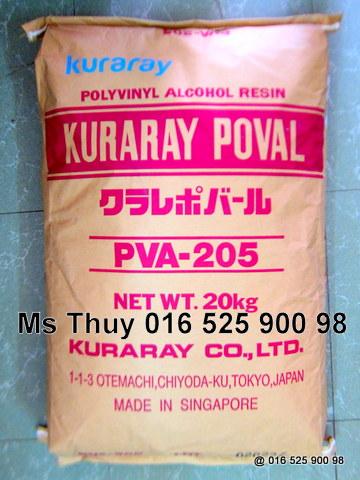 kuraray
POLYVINYL ALCOHOL RESIN
KURARAY POVAL
クラレポバール
PVA-205
NET WT. 20kg
Ms Thuy 016 525 900 98
KURARAY CO.,LTD.
1-1-3 OTEMACHI,CHIYODA-KU,TOKYO,JAPAN
MADE IN SINGAPORE
@ 016 525 900 98